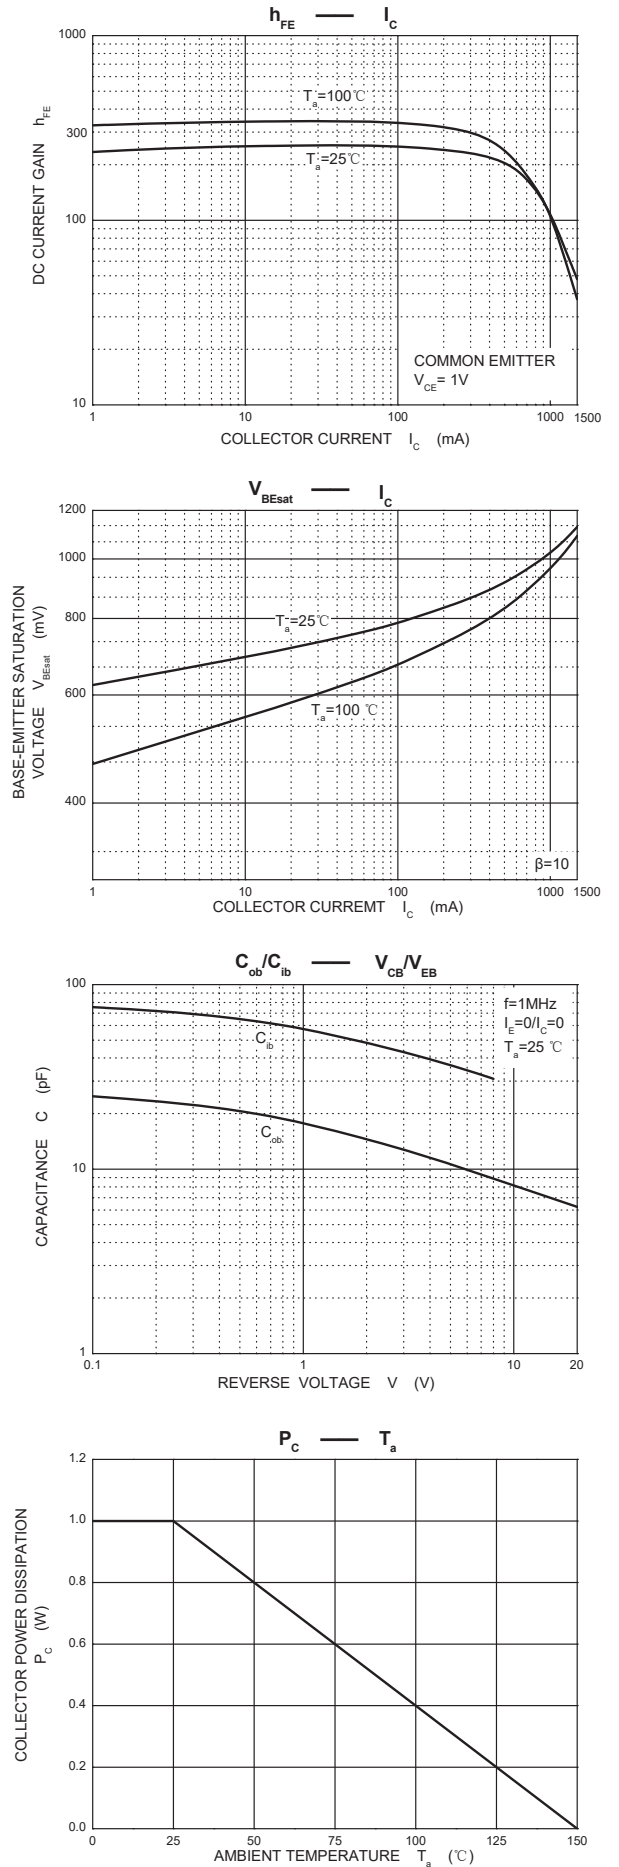 hFE —— IC
1000
Ta=100℃
300
Ta=25℃
100
DC CURRENT GAIN hFE
COMMON EMITTER
VCE= 1V
10
1 10 100 1000 1500
COLLECTOR CURRENT IC (mA)
VBEsat —— IC
1200
1000
Ta=25℃
800
600
Ta=100 ℃
BASE-EMITTER SATURATION
VOLTAGE VBEsat (mV)
400
β=10
1 10 100 1000 1500
COLLECTOR CURREMT IC (mA)
Cob/Cib —— VCB/VEB
100
f=1MHz
IE=0/IC=0
Ta=25 ℃
Cib
Cob
CAPACITANCE C (pF)
10
1
0.1 1 10 20
REVERSE VOLTAGE V (V)
PC —— Ta
1.2
1.0
0.8
0.6
0.4
0.2
0.0
COLLECTOR POWER DISSIPATION
PC (W)
0 25 50 75 100 125 150
AMBIENT TEMPERATURE Ta (℃)